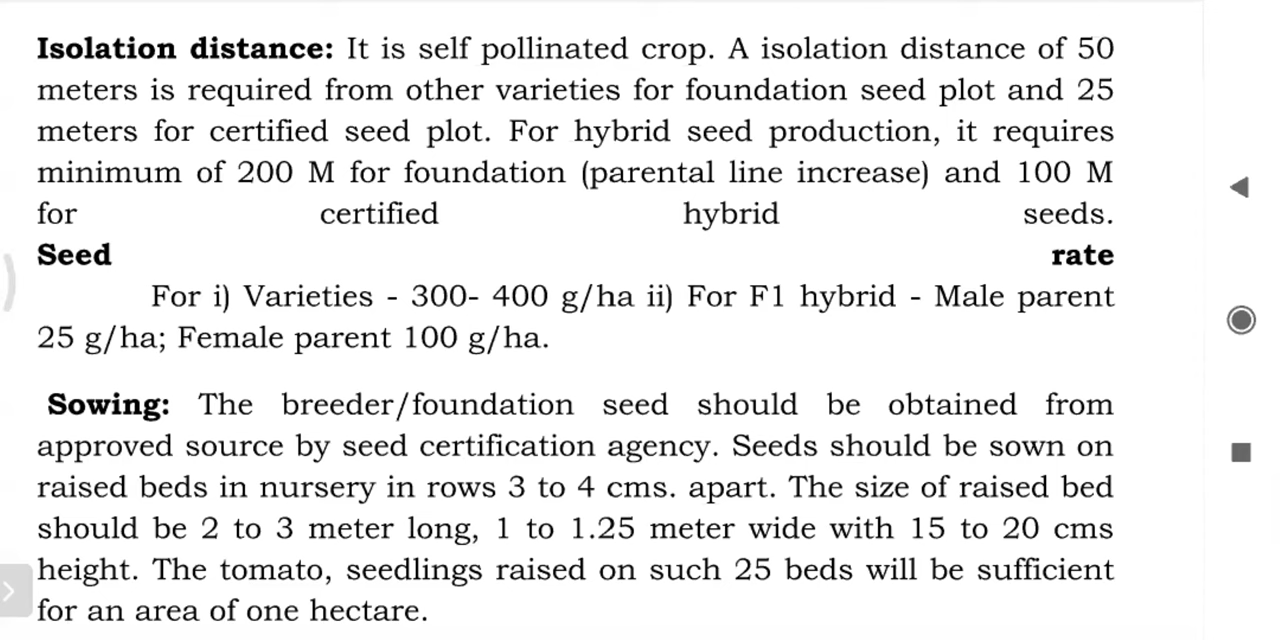 Isolation distance: It is self pollinated crop. A isolation distance of 50
meters is required from other varieties for foundation seed plot and 25
meters for certified seed plot. For hybrid seed production, it requires
minimum of 200 M for foundation (parental line increase) and 100 M
for certified hybrid seeds.
Seed rate
For i) Varieties - 300- 400 g/ha ii) For F1 hybrid - Male parent
25 g/ha; Female parent 100 g/ha.
Sowing: The breeder/foundation seed should be obtained from
approved source by seed certification agency. Seeds should be sown on
raised beds in nursery in rows 3 to 4 cms. apart. The size of raised bed
should be 2 to 3 meter long, 1 to 1.25 meter wide with 15 to 20 cms
height. The tomato, seedlings raised on such 25 beds will be sufficient
for an area of one hectare.